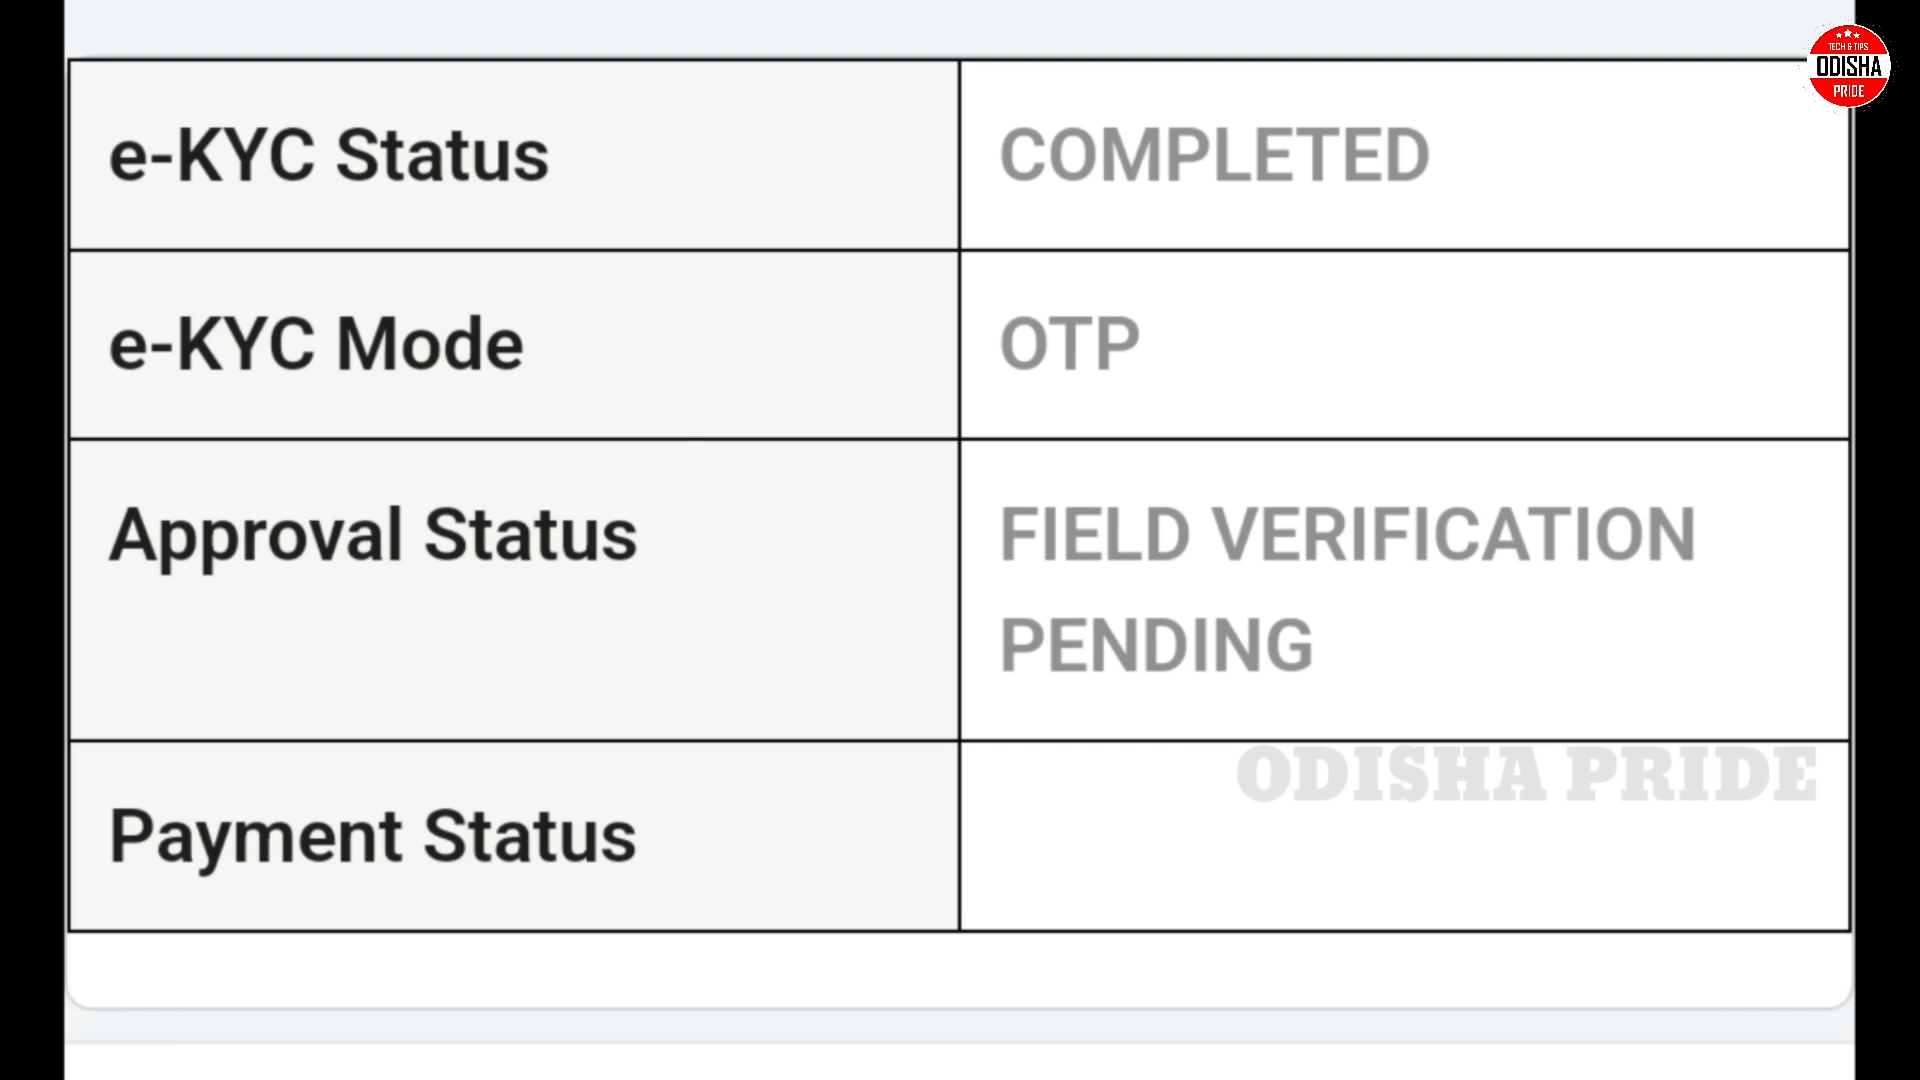 TECH & TIPS
ODISHA
PRIDE
e-KYC Status COMPLETED
e-KYC Mode OTP
Approval Status FIELD VERIFICATION
PENDING
ODISHA PRIDE
Payment Status